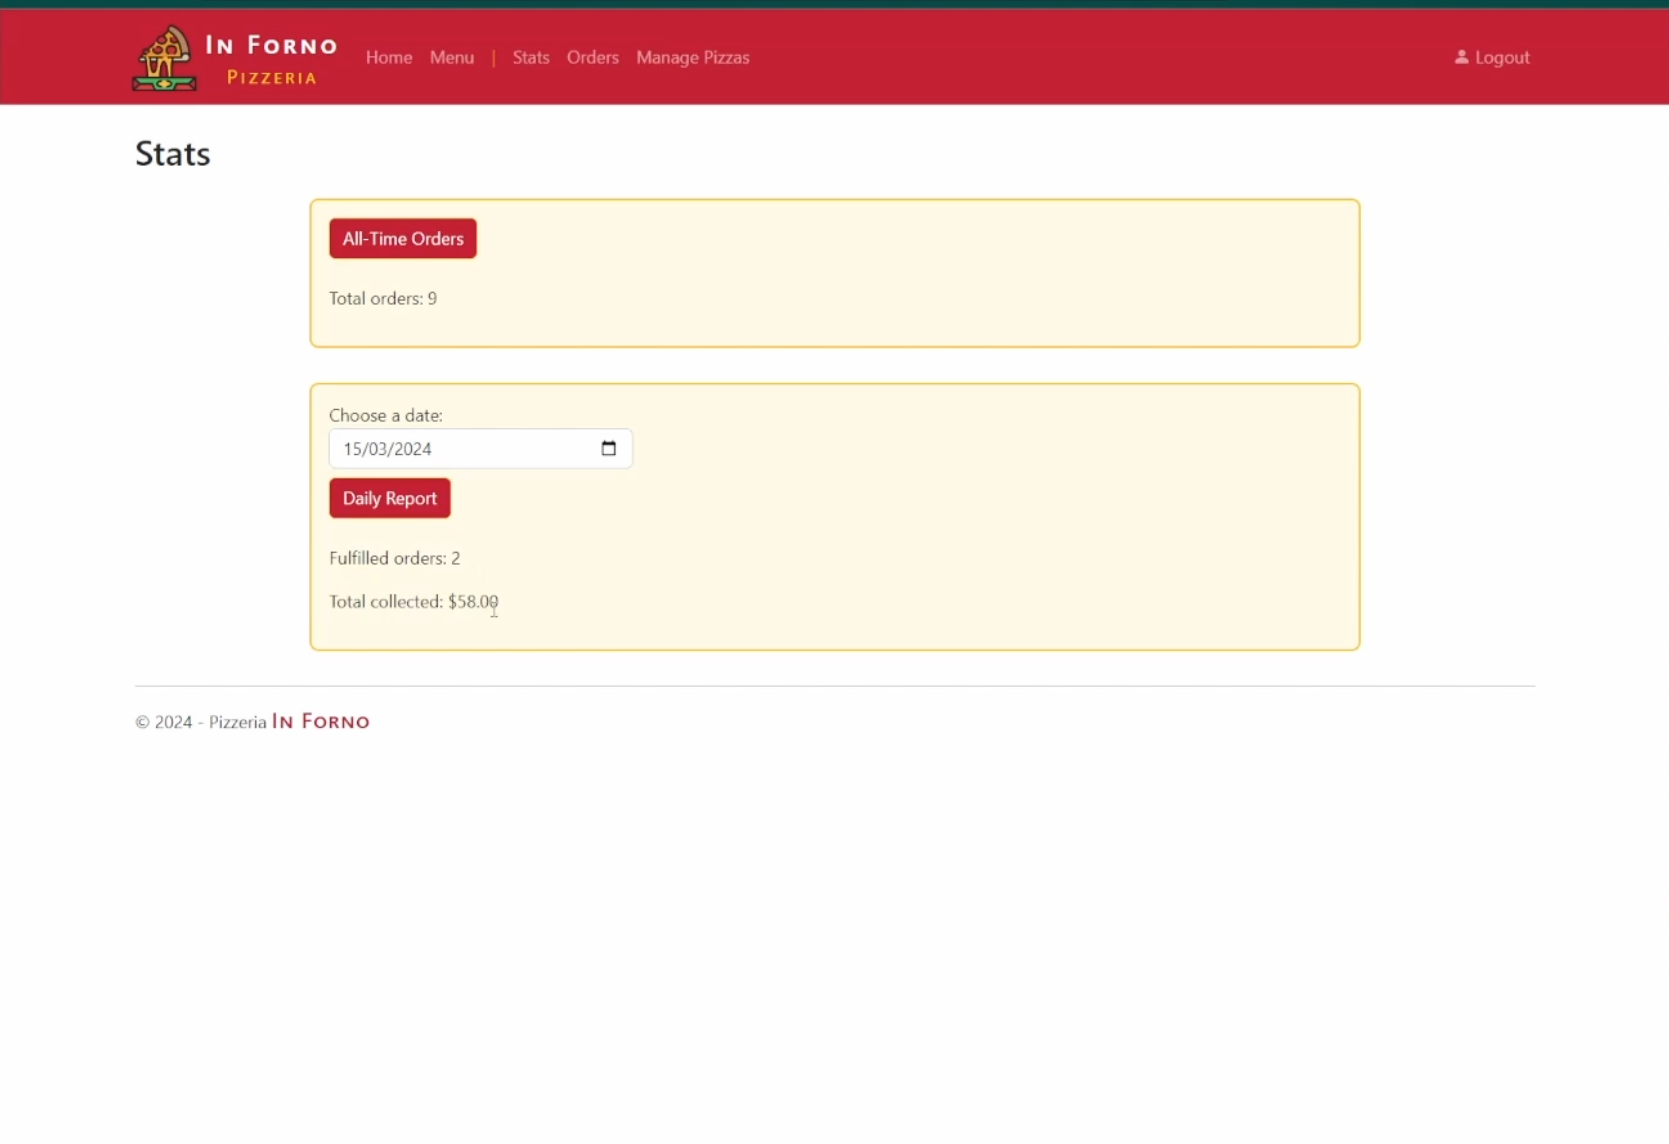 In Forno
Pizzeria
Home Menu | Stats Orders Manage Pizzas Logout
Stats
All-Time Orders
Total orders: 9
Choose a date:
15/03/2024
Daily Report
Fulfilled orders: 2
Total collected: $58.00
© 2024 - Pizzeria In Forno